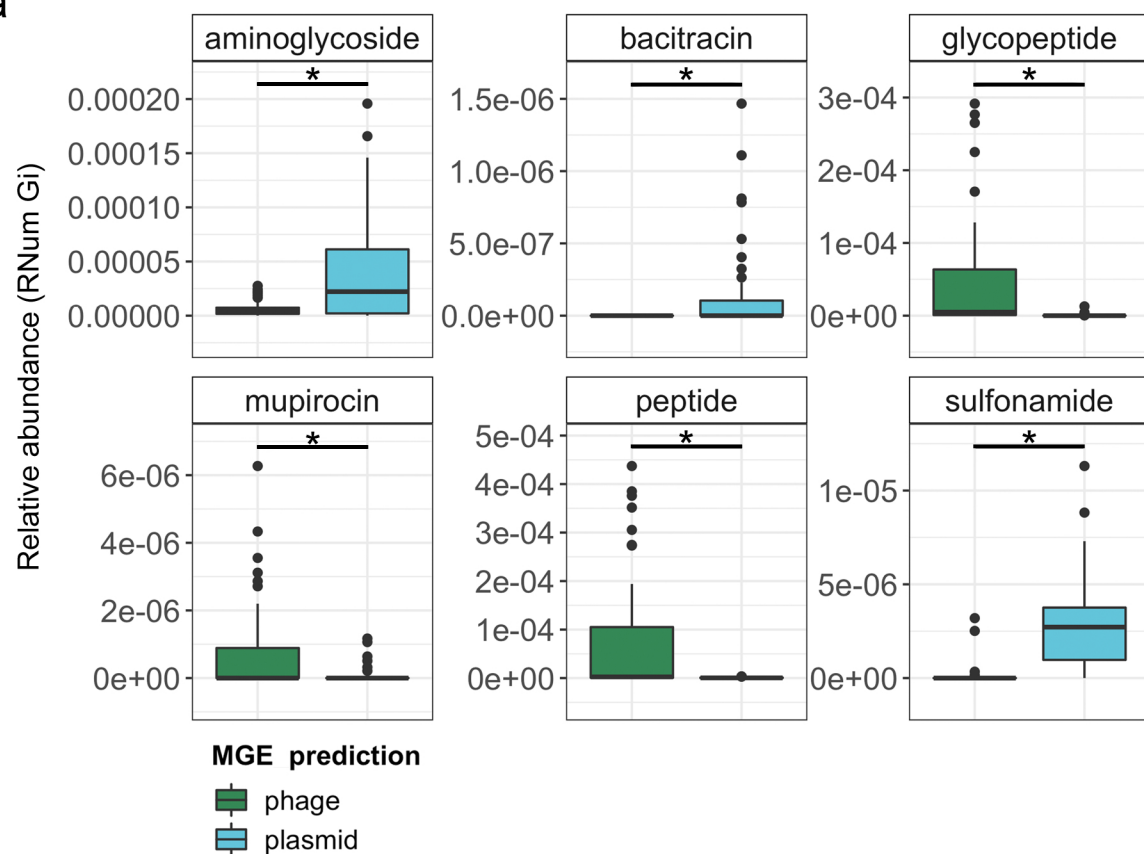 aminoglycoside bacitracin glycopeptide
* * *
0.00020 1.5e-06 3e-04
0.00015 1.0e-06 2e-04
0.00010 5.0e-07 1e-04
0.00005 0.0e+00 0e+00
0.00000
Relative abundance (RNum Gi)
mupirocin peptide sulfonamide
* * *
6e-06 5e-04 1e-05
4e-06 4e-04 5e-06
2e-06 3e-04 0e+00
0e+00 2e-04
1e-04
0e+00
MGE prediction
phage
plasmid